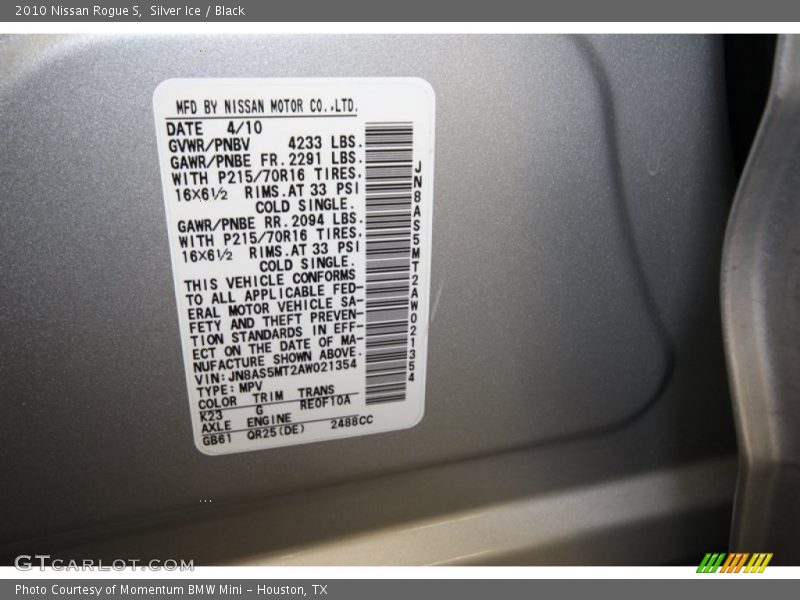 2010 Nissan Rogue S,  Silver Ice / Black
MFD BY NISSAN MOTOR CO.,LTD.
DATE 4/10
GVWR/PNBV 4233 LBS.
GAWR/PNBE FR. 2291 LBS.
WITH P215/70R16 TIRES,
16X6½ RIMS.AT 33 PSI
COLD SINGLE.
GAWR/PNBE RR. 2094 LBS.
WITH P215/70R16 TIRES,
16X6½ RIMS.AT 33 PSI
COLD SINGLE.
THIS VEHICLE CONFORMS
TO ALL APPLICABLE FED-
ERAL MOTOR VEHICLE SA-
FETY AND THEFT PREVEN-
TION STANDARDS IN EFF-
ECT ON THE DATE OF MA-
NUFACTURE SHOWN ABOVE.
VIN:JN8AS5MT2AW021354
TYPE:MPV
COLOR TRIM TRANS
K23 G RE0F10A
AXLE ENGINE
GB61 QR25(DE) 2488CC
JN8AS5MT2AW021354
GTCARLOT.COM
Photo Courtesy of Momentum BMW Mini - Houston, TX